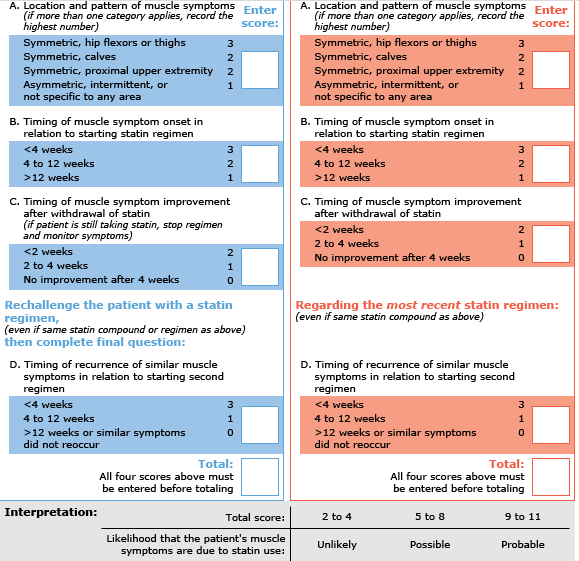 A. Location and pattern of muscle symptoms
(if more than one category applies, record the
highest number)
Enter
score:
Symmetric, hip flexors or thighs 3
Symmetric, calves 2
Symmetric, proximal upper extremity 2
Asymmetric, intermittent, or 1
not specific to any area
B. Timing of muscle symptom onset in
relation to starting statin regimen
<4 weeks 3
4 to 12 weeks 2
>12 weeks 1
C. Timing of muscle symptom improvement
after withdrawal of statin
(if patient is still taking statin, stop regimen
and monitor symptoms)
<2 weeks 2
2 to 4 weeks 1
No improvement after 4 weeks 0
Rechallenge the patient with a statin
regimen,
(even if same statin compound or regimen as above)
then complete final question:
D. Timing of recurrence of similar muscle
symptoms in relation to starting second
regimen
<4 weeks 3
4 to 12 weeks 1
>12 weeks or similar symptoms 0
did not reoccur
Total:
All four scores above must
be entered before totaling
A. Location and pattern of muscle symptoms
(if more than one category applies, record the
highest number)
Enter
score:
Symmetric, hip flexors or thighs 3
Symmetric, calves 2
Symmetric, proximal upper extremity 2
Asymmetric, intermittent, or 1
not specific to any area
B. Timing of muscle symptom onset in
relation to starting statin regimen
<4 weeks 3
4 to 12 weeks 2
>12 weeks 1
C. Timing of muscle symptom improvement
after withdrawal of statin
<2 weeks 2
2 to 4 weeks 1
No improvement after 4 weeks 0
Regarding the most recent statin regimen:
(even if same statin compound as above)
D. Timing of recurrence of similar muscle
symptoms in relation to starting second
regimen
<4 weeks 3
4 to 12 weeks 1
>12 weeks or similar symptoms 0
did not reoccur
Total:
All four scores above must
be entered before totaling
Interpretation:
Total score: 2 to 4 5 to 8 9 to 11
Likelihood that the patient's muscle
symptoms are due to statin use: Unlikely Possible Probable